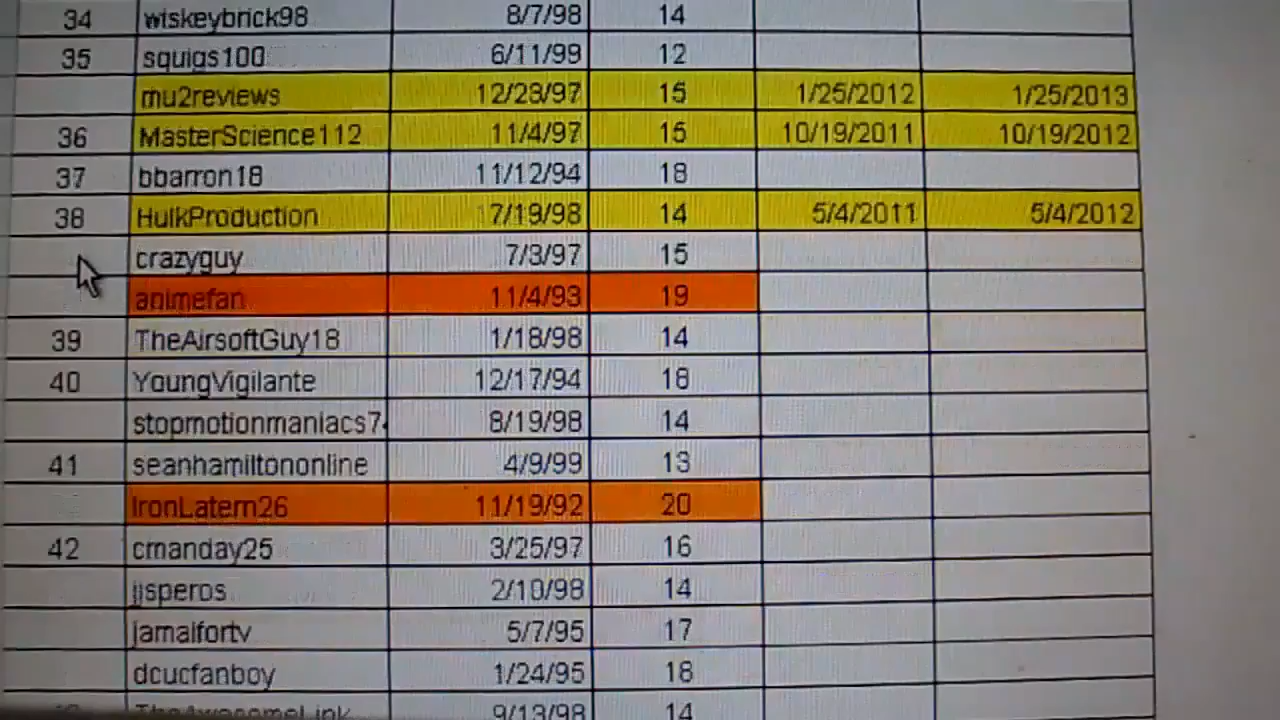 34 wiskeybrick98 8/7/98 14
35 squigs100 6/11/99 12
mu2reviews 12/28/97 15 1/25/2012 1/25/2013
36 MasterScience112 11/4/97 15 10/19/2011 10/19/2012
37 bbarron18 11/12/94 18
38 HulkProduction 7/19/98 14 5/4/2011 5/4/2012
crazyguy 7/3/97 15
animefan 11/4/93 19
39 TheAirsoftGuy18 1/18/98 14
40 YoungVigilante 12/17/94 18
stopmotionmaniacs7 8/19/98 14
41 seanhamiltononline 4/9/99 13
IronLatern26 11/19/92 20
42 cmanday25 3/25/97 16
jjsperos 2/10/98 14
jamalfortv 5/7/95 17
dcucfanboy 1/24/95 18
TheAwesomeLink 9/13/98 14